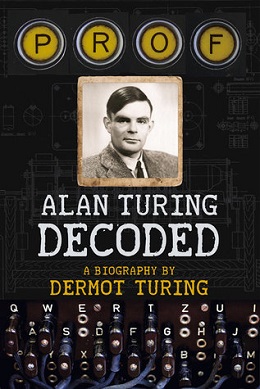 P R O F
ALAN TURING
DECODED
A BIOGRAPHY BY
DERMOT TURING
Q W E R T Z U I
A S D F G H J
Y X B N M